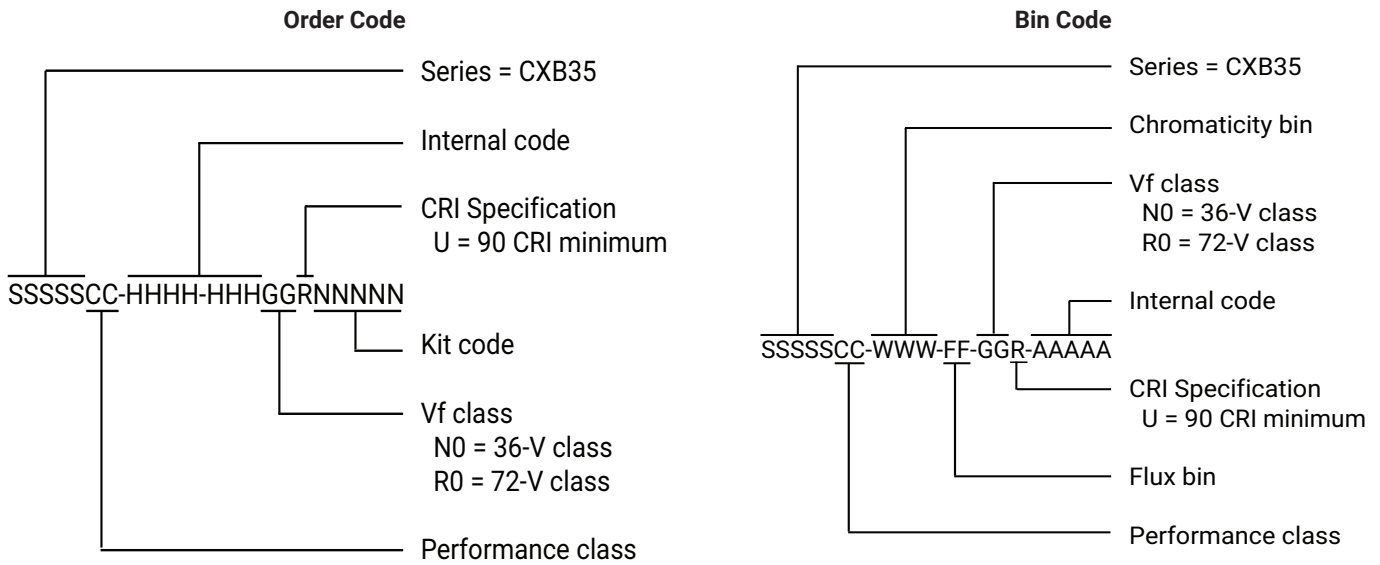 Order Code
Series = CXB35
Internal code
CRI Specification
U = 90 CRI minimum
SSSSSCC-HHHH-HHHGGRNNNNN
Kit code
Vf class
N0 = 36-V class
R0 = 72-V class
Performance class
Bin Code
Series = CXB35
Chromaticity bin
Vf class
N0 = 36-V class
R0 = 72-V class
Internal code
SSSSSCC-WWW-FF-GGR-AAAAA
CRI Specification
U = 90 CRI minimum
Flux bin
Performance class